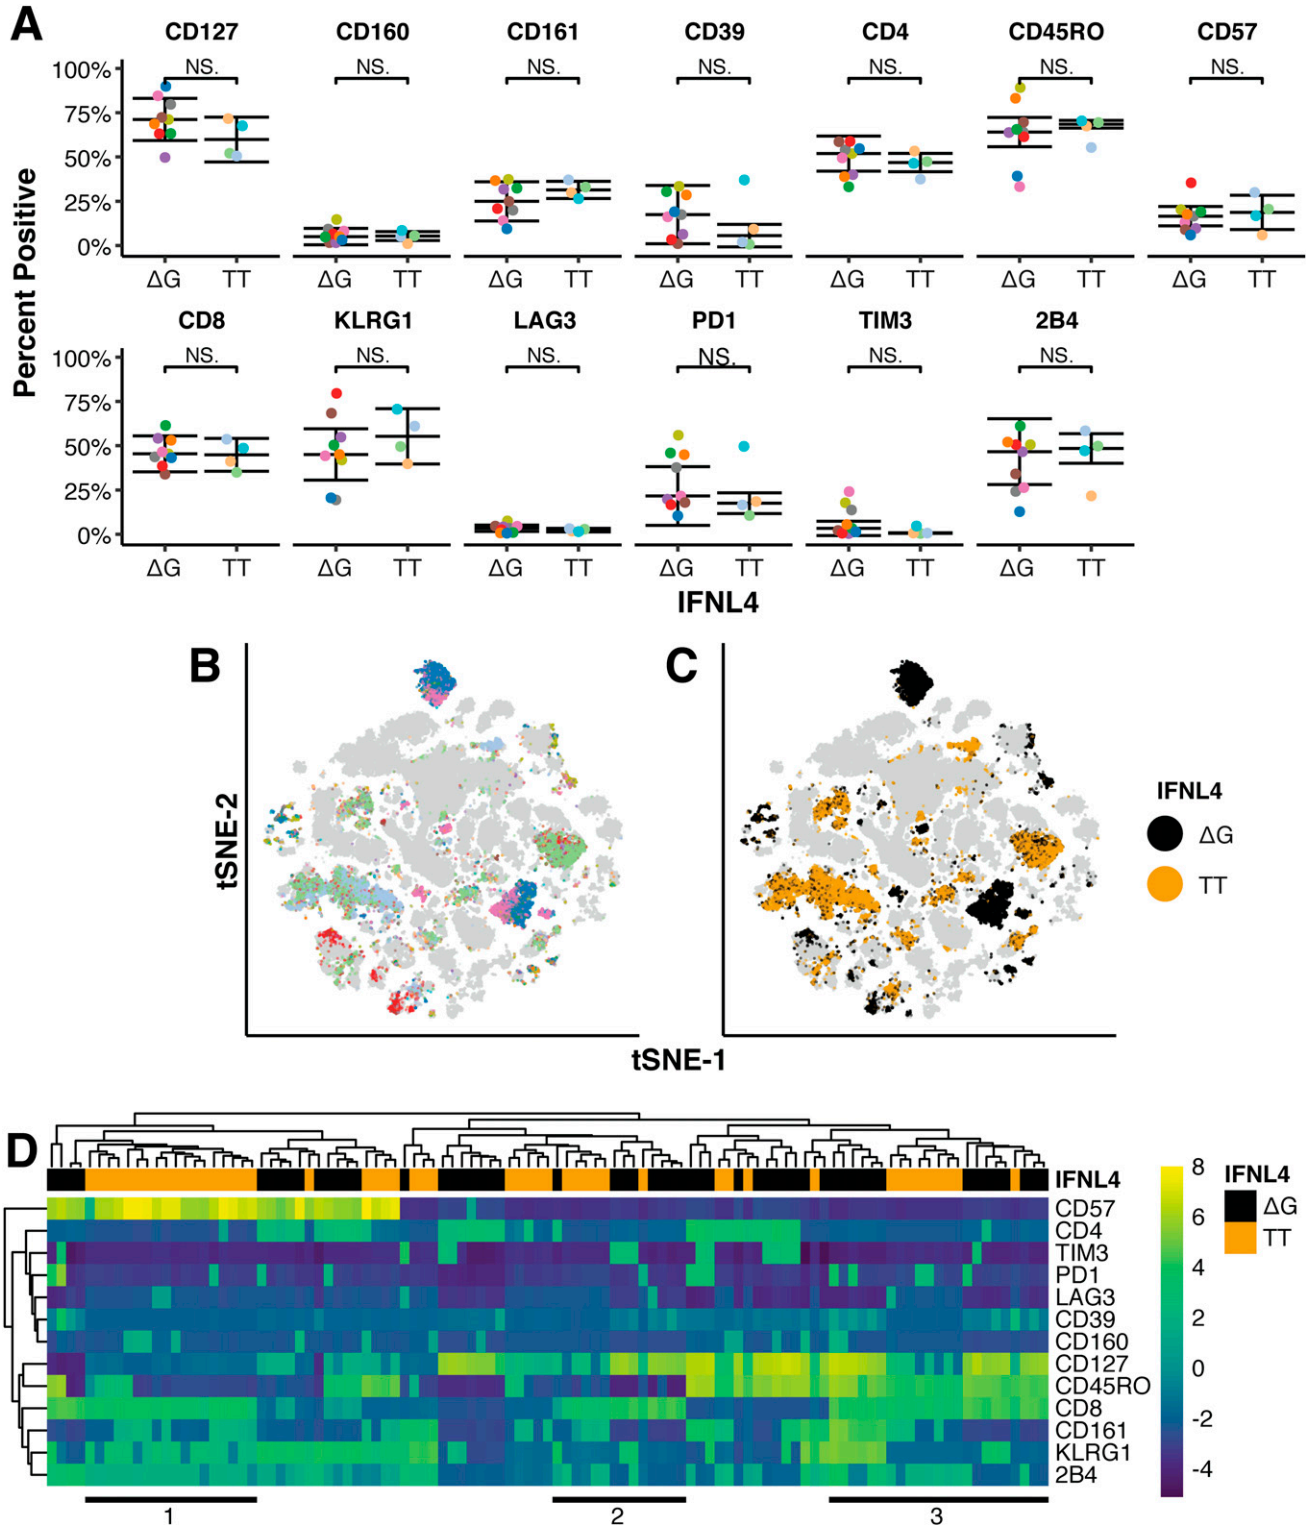 A
CD127 CD160 CD161 CD39 CD4 CD45RO CD57
100% NS. NS. NS. NS. NS. NS. NS.
75%
50%
25%
0%
ΔG TT ΔG TT ΔG TT ΔG TT ΔG TT ΔG TT ΔG TT
Percent Positive
CD8 KLRG1 LAG3 PD1 TIM3 2B4
100% NS. NS. NS. NS. NS. NS.
75%
50%
25%
0%
ΔG TT ΔG TT ΔG TT ΔG TT ΔG TT ΔG TT
IFNL4
B C
tSNE-2
IFNL4
ΔG
TT
tSNE-1
D
IFNL4
CD57
CD4
TIM3
PD1
LAG3
CD39
CD160
CD127
CD45RO
CD8
CD161
KLRG1
2B4
8
6
4
2
0
-2
-4
IFNL4
ΔG
TT
1 2 3